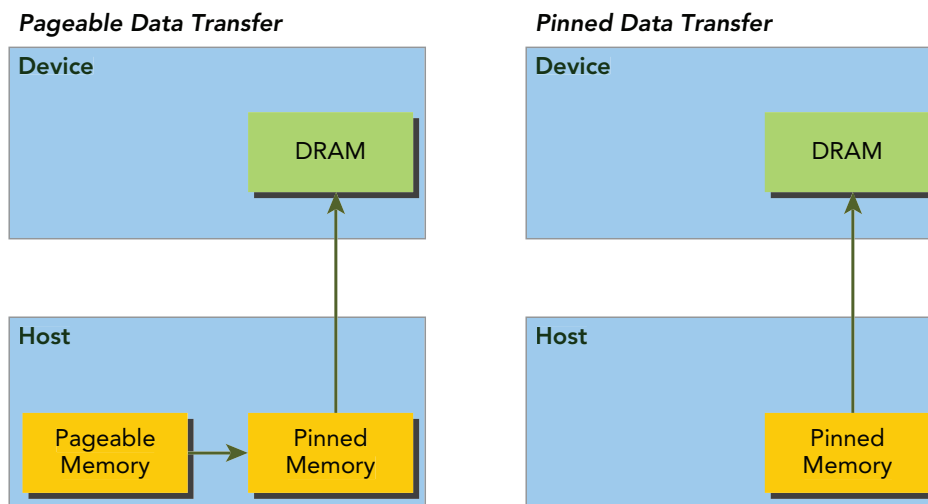 Pageable Data Transfer
Device
DRAM
Host
Pageable
Memory
Pinned
Memory
Pinned Data Transfer
Device
DRAM
Host
Pinned
Memory